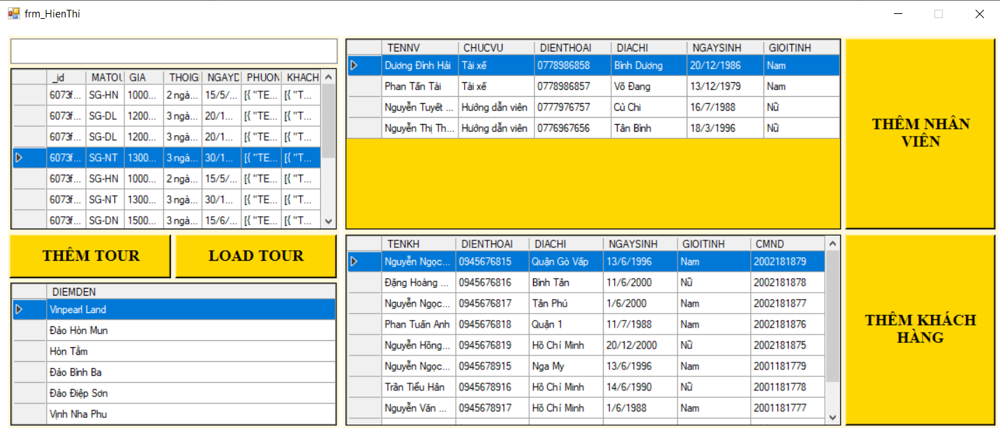 frm_HienThi
_id MATOU GIA THOIG NGAYD PHUON KHACH
6073f... SG-HN 1000... 2 ngà... 15/5/... [{ "TE... [{ "T...
6073f... SG-DL 1200... 3 ngà... 20/1... [{ "TE... [{ "T...
6073f... SG-DL 1200... 3 ngà... 20/1... [{ "TE... [{ "T...
6073f... SG-NT 1300... 3 ngà... 30/1... [{ "TE... [{ "T...
6073f... SG-HN 1000... 2 ngà... 15/5/... [{ "TE... [{ "T...
6073f... SG-NT 1300... 3 ngà... 30/1... [{ "TE... [{ "T...
6073f... SG-DN 1500... 3 ngà... 15/6/... [{ "TE... [{ "T...
THÊM TOUR
LOAD TOUR
DIEMDEN
Vinpearl Land
Đảo Hòn Mun
Hòn Tằm
Đảo Bình Ba
Đảo Điệp Sơn
Vịnh Nha Phu
TENNV CHUCVU DIENTHOAI DIACHI NGAYSINH GIOITINH
Dương Đình Hải Tài xế 0778986858 Bình Dương 20/12/1986 Nam
Phan Tấn Tài Tài xế 0778986857 Võ Đang 13/12/1979 Nam
Nguyễn Tuyết ... Hướng dẫn viên 0777976757 Củ Chi 16/7/1988 Nữ
Nguyễn Thị Th... Hướng dẫn viên 0776967656 Tân Bình 18/3/1996 Nữ
THÊM NHÂN
VIÊN
TENKH DIENTHOAI DIACHI NGAYSINH GIOITINH CMND
Nguyễn Ngọc... 0945676815 Quận Gò Vấp 13/6/1996 Nam 2002181879
Đặng Hoàng ... 0945676816 Bình Tân 11/6/2000 Nữ 2002181878
Nguyễn Ngọc... 0945676817 Tân Phú 1/6/2000 Nam 2002181877
Phan Tuấn Anh 0945676818 Quận 1 11/7/1988 Nam 2002181876
Nguyễn Hồng... 0945676819 Hồ Chí Minh 20/12/2000 Nữ 2002181875
Nguyễn Ngọc... 0945678915 Nga My 13/6/1996 Nam 2001181779
Trần Tiểu Hân 0945678916 Hồ Chí Minh 14/6/1990 Nữ 2001181778
Nguyễn Văn ... 0945678917 Hồ Chí Minh 1/6/1988 Nam 2001181777
THÊM KHÁCH
HÀNG